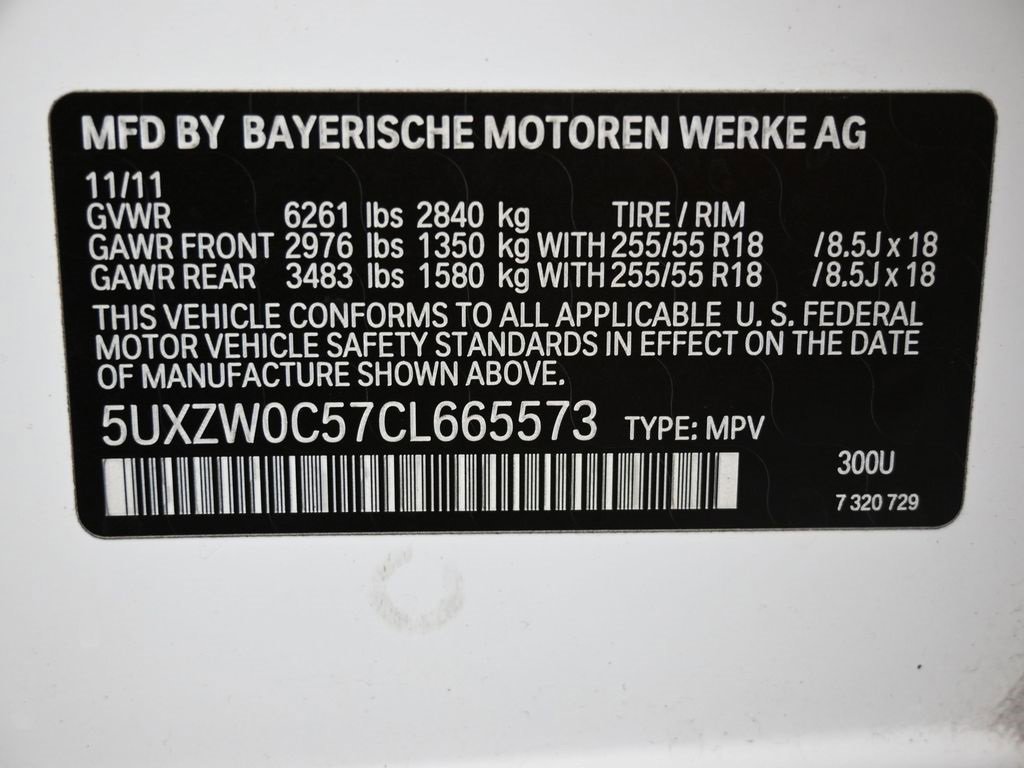 MFD BY BAYERISCHE MOTOREN WERKE AG
11/11
GVWR 6261 lbs 2840 kg TIRE / RIM
GAWR FRONT 2976 lbs 1350 kg WITH 255/55 R18 /8.5J x 18
GAWR REAR 3483 lbs 1580 kg WITH 255/55 R18 /8.5J x 18
THIS VEHICLE CONFORMS TO ALL APPLICABLE U. S. FEDERAL
MOTOR VEHICLE SAFETY STANDARDS IN EFFECT ON THE DATE
OF MANUFACTURE SHOWN ABOVE.
5UXZW0C57CL665573 TYPE: MPV
300U
7 320 729